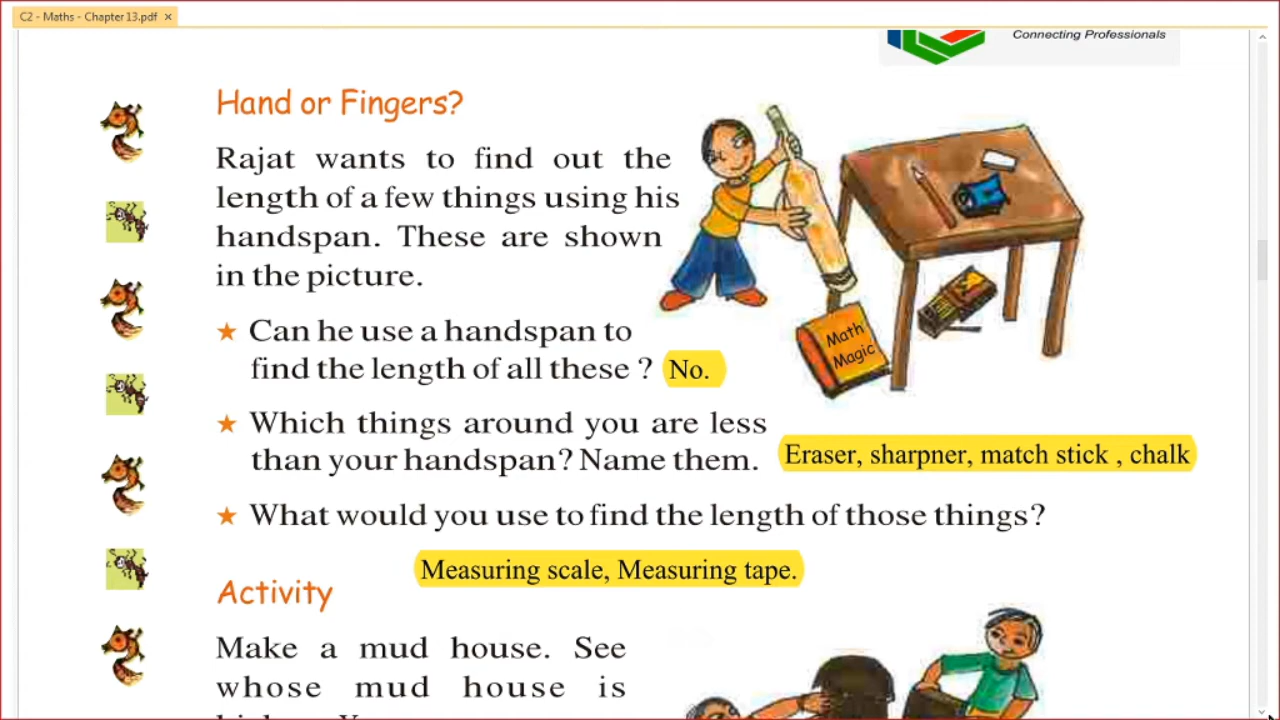 C2 - Maths - Chapter 13.pdf ×
Connecting Professionals
Hand or Fingers?
Rajat wants to find out the
length of a few things using his
handspan. These are shown
in the picture.
Math
Magic
★ Can he use a handspan to
find the length of all these ? No.
★ Which things around you are less
than your handspan? Name them. Eraser, sharpner, match stick , chalk
★ What would you use to find the length of those things?
Measuring scale, Measuring tape.
Activity
Make a mud house. See
whose mud house is